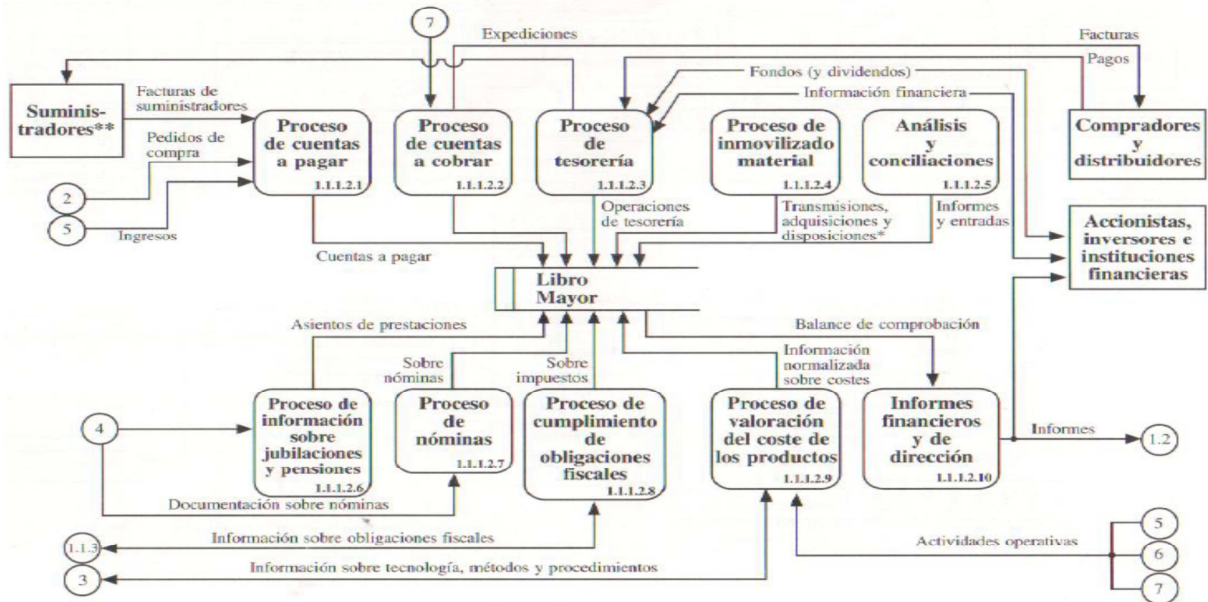 7
Expediciones
Facturas
Pagos
Fondos (y dividendos)
Información financiera
Suminis-
tradores**
Facturas de
suministradores
Pedidos de
compra
2
5
Ingresos
Proceso
de cuentas
a pagar
1.1.1.2.1
Proceso
de cuentas
a cobrar
1.1.1.2.2
Proceso
de
tesorería
1.1.1.2.3
Proceso de
inmovilizado
material
1.1.1.2.4
Análisis
y
conciliaciones
1.1.1.2.5
Compradores
y
distribuidores
Accionistas,
inversores e
instituciones
financieras
Cuentas a pagar
Operaciones
de tesorería
Transmisiones,
adquisiciones y
disposiciones*
Informes
y entradas
Libro
Mayor
Asientos de prestaciones
Sobre
nóminas
Sobre
impuestos
Información
normalizada
sobre costes
Balance de comprobación
4
Proceso de
información
sobre
jubilaciones
y pensiones
1.1.1.2.6
Proceso
de
nóminas
1.1.1.2.7
Proceso de
cumplimiento
de
obligaciones
fiscales
1.1.1.2.8
Proceso de
valoración
del coste de
los productos
1.1.1.2.9
Informes
financieros
y de
dirección
1.1.1.2.10
Informes
1.2
Documentación sobre nóminas
1.1.3
Información sobre obligaciones fiscales
3
Información sobre tecnología, métodos y procedimientos
Actividades operativas
5
6
7